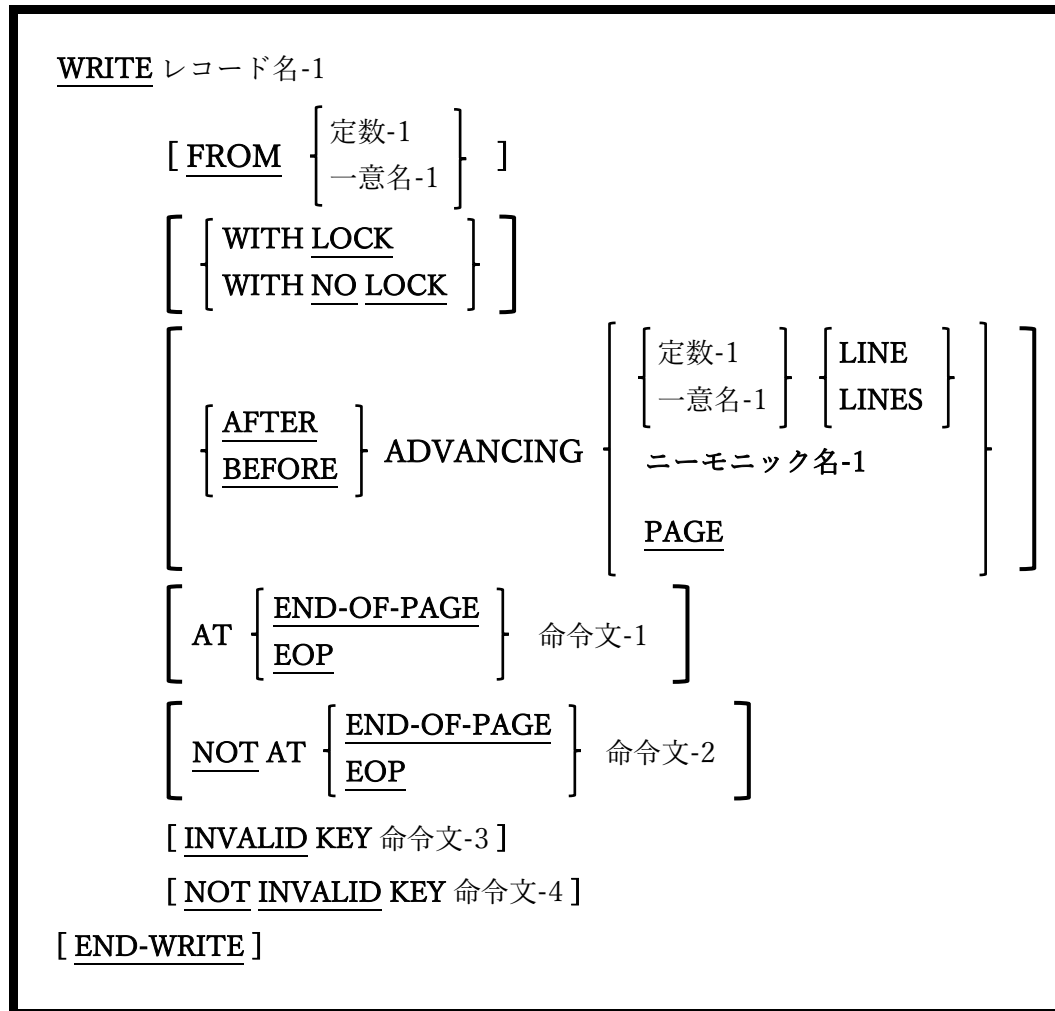 WRITE レコード名-1
[ FROM 定数-1
一意名-1 ]
WITH LOCK
WITH NO LOCK
AFTER
BEFORE
ADVANCING
定数-1
一意名-1
LINE
LINES
ニーモニック名-1
PAGE
AT END-OF-PAGE
EOP
命令文-1
NOT AT END-OF-PAGE
EOP
命令文-2
[ INVALID KEY 命令文-3 ]
[ NOT INVALID KEY 命令文-4 ]
[ END-WRITE ]